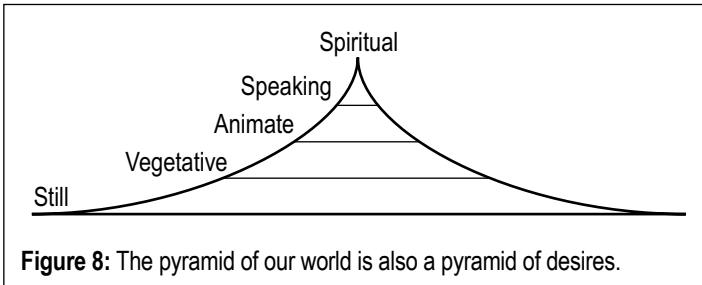 Spiritual
Speaking
Animate
Vegetative
Still
Figure 8: The pyramid of our world is also a pyramid of desires.